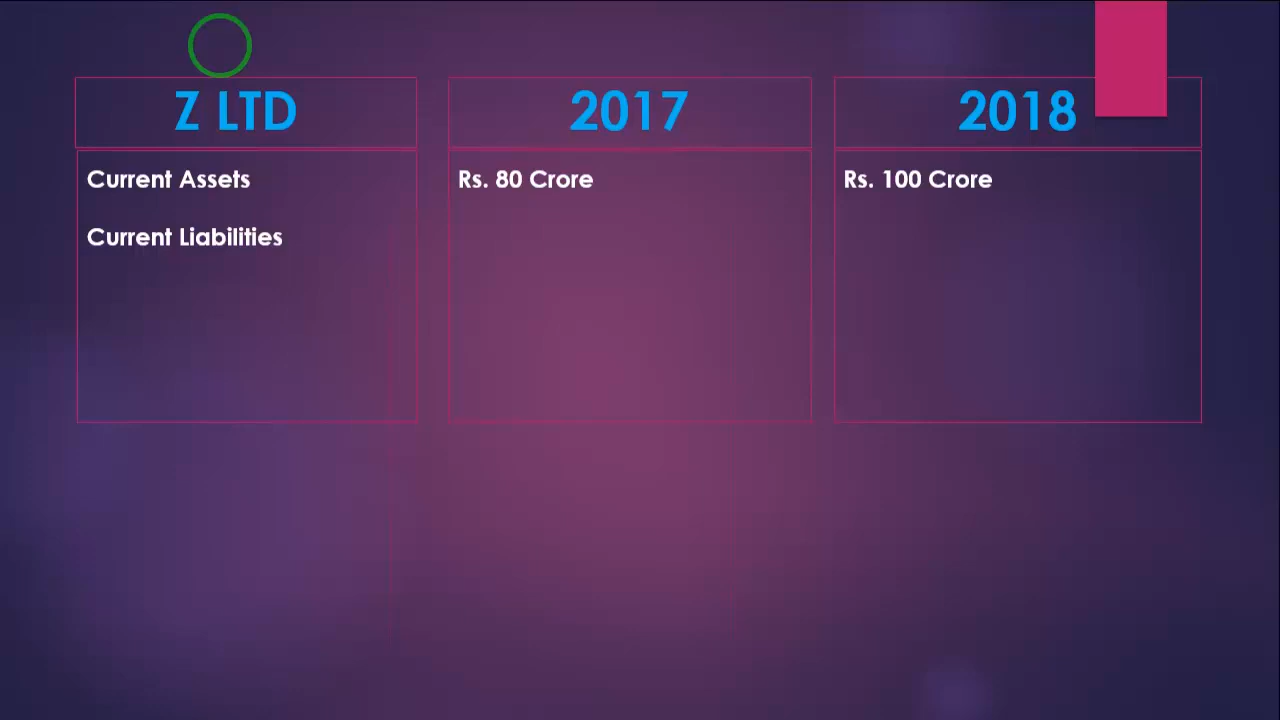 Z LTD
2017
2018
Current Assets
Rs. 80 Crore
Rs. 100 Crore
Current Liabilities